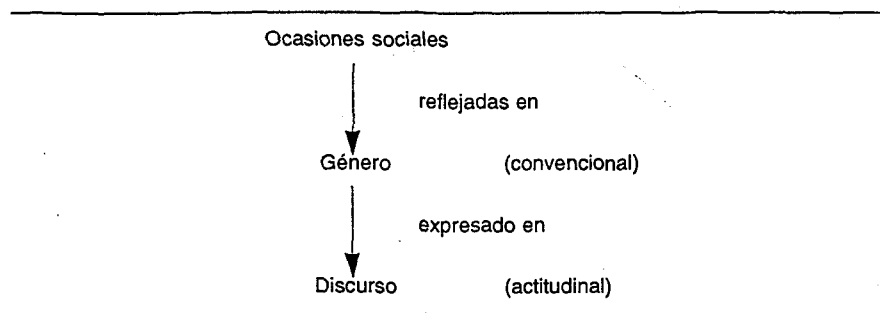 Ocasiones sociales
reflejadas en
Género (convencional)
expresado en
Discurso (actitudinal)